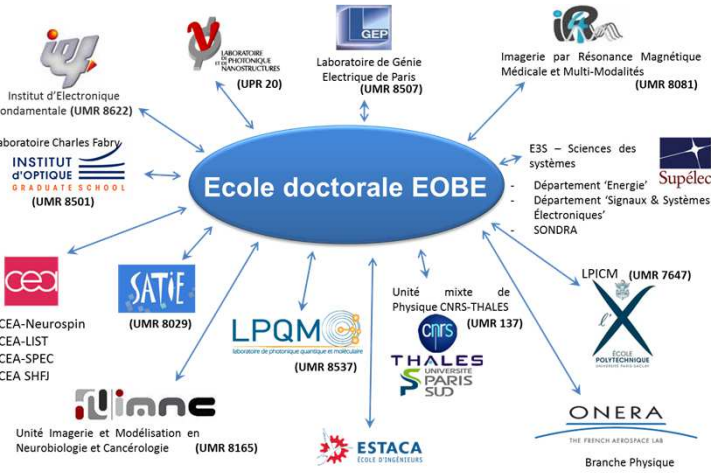 LABORATOIRE
DE PHOTONIQUE
ET DE NANOSTRUCTURES
(UPR 20)
GEP
Laboratoire de Génie
Electrique de Paris
(UMR 8507)
Imagerie par Résonance Magnétique
Médicale et Multi-Modalités (UMR 8081)
Institut d'Electronique
Fondamentale (UMR 8622)
Laboratoire Charles Fabry
INSTITUT
d'OPTIQUE
GRADUATE SCHOOL
(UMR 8501)
Ecole doctorale EOBE
E3S – Sciences des
systèmes
- Département 'Energie'
- Département 'Signaux & Systèmes
Électroniques'
- SONDRA
Supélec
cea
CEA-Neurospin
CEA-LIST
CEA-SPEC
CEA SHFJ
SATIE
(UMR 8029)
LPQM
laboratoire de photonique quantique et moléculaire
(UMR 8537)
Unité mixte de
Physique CNRS-THALES
(UMR 137)
cnrs
THALES
UNIVERSITÉ
PARIS
SUD
LPICM (UMR 7647)
ÉCOLE
POLYTECHNIQUE
UNIVERSITÉ PARIS-SACLAY
imnc
Unité Imagerie et Modélisation en
Neurobiologie et Cancérologie (UMR 8165)
ESTACA
ÉCOLE D'INGÉNIEURS
ONERA
THE FRENCH AEROSPACE LAB
Branche Physique